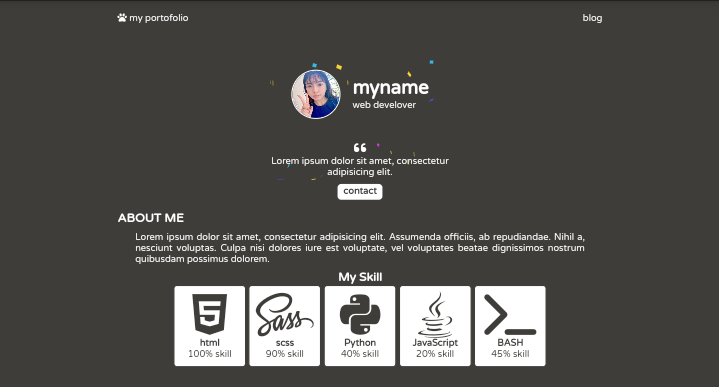 my portofolio
blog
myname
web develover
“
Lorem ipsum dolor sit amet, consectetur
adipisicing elit.
contact
ABOUT ME
Lorem ipsum dolor sit amet, consectetur adipisicing elit. Assumenda officiis, ab repudiandae. Nihil a,
nesciunt voluptas. Culpa nisi dolores iure est voluptate, vel voluptates beatae dignissimos nostrum
quibusdam possimus dolorem.
My Skill
Sass
html
100% skill
scss
90% skill
Python
40% skill
JavaScript
20% skill
BASH
45% skill